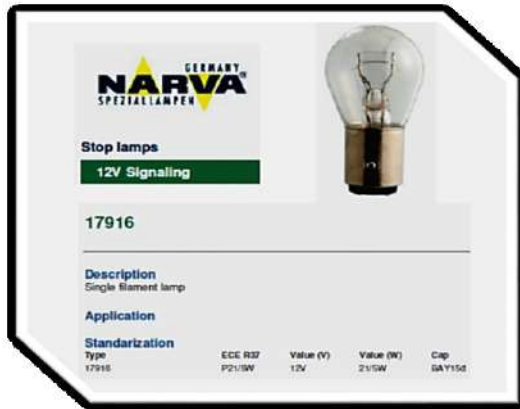 GERMANY
NARVA®
SPEZIALLAMPEN
Stop lamps
12V Signaling
17916
Description
Single filament lamp
Application
Standarization
Type ECE R37 Value (V) Value (W) Cap
17916 P21/5W 12V 21/5W BAY15d